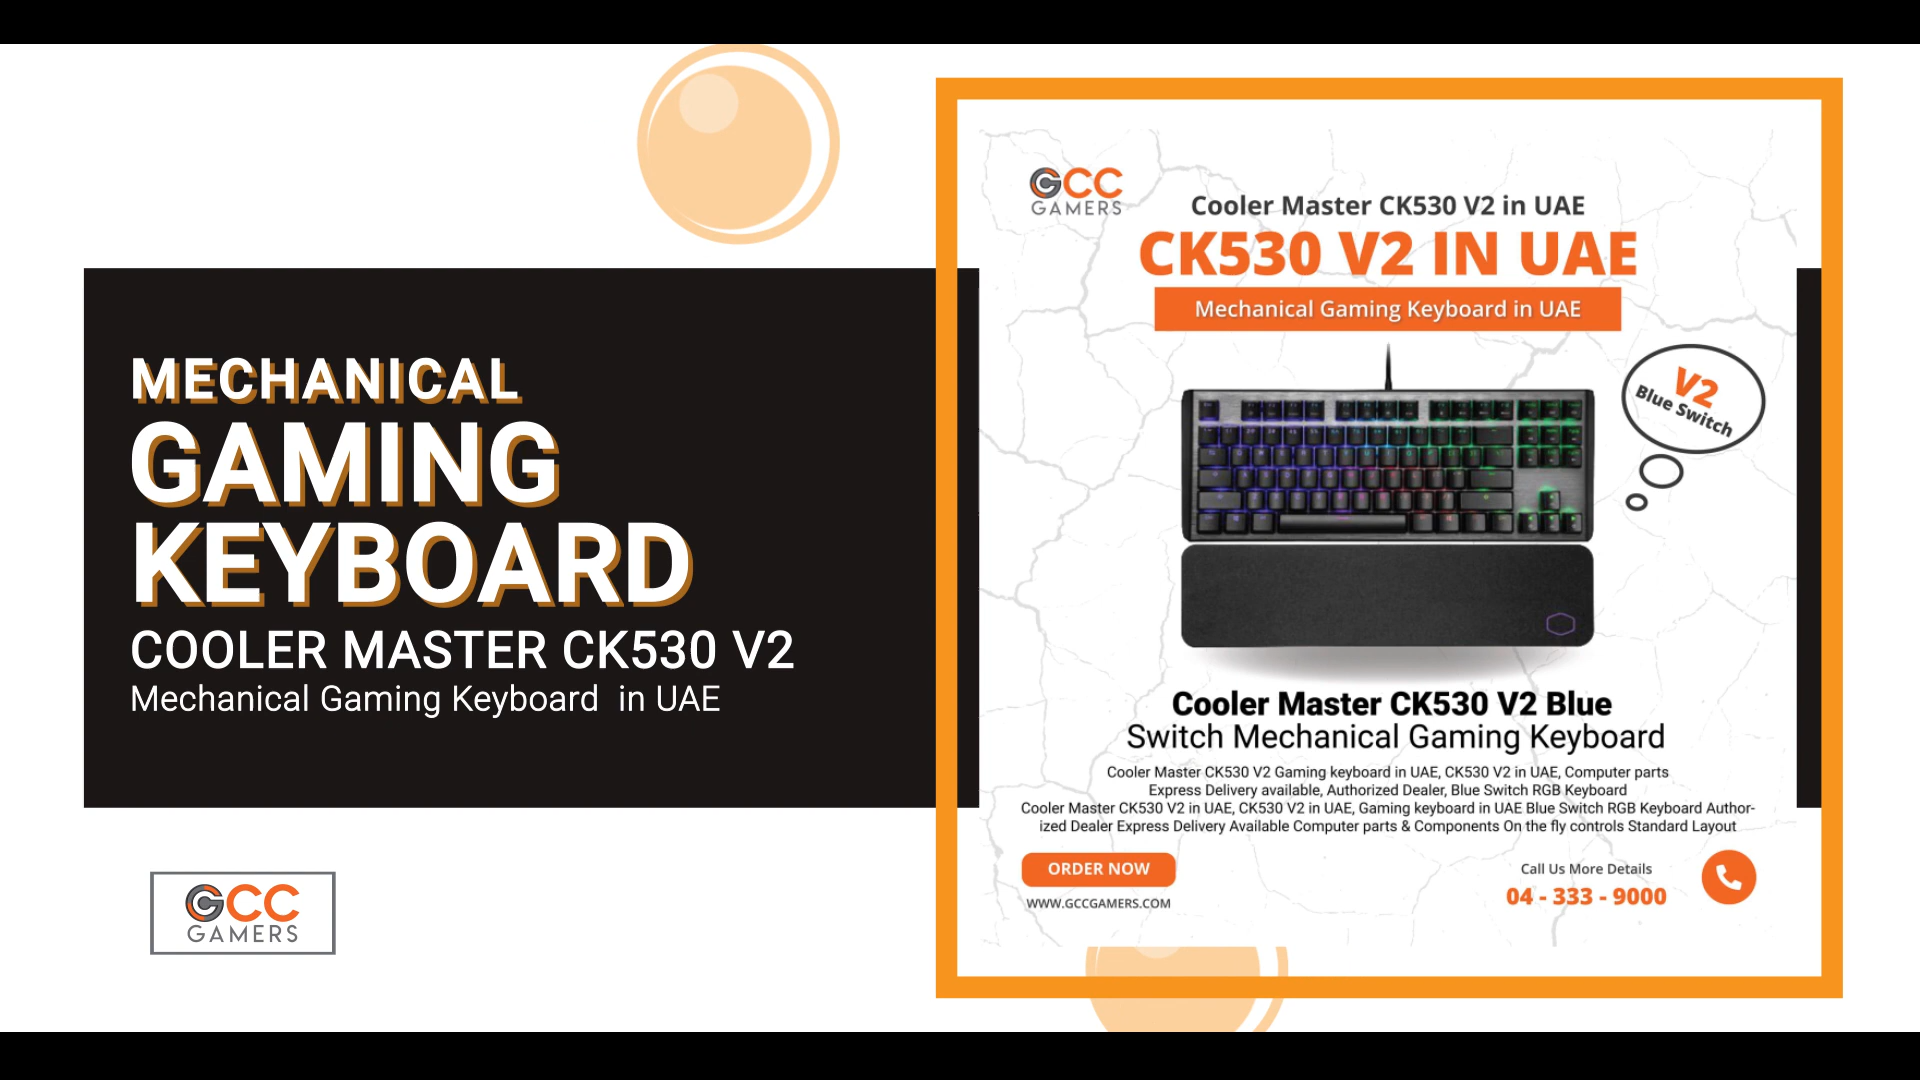 MECHANICAL
GAMING
KEYBOARD
COOLER MASTER CK530 V2
Mechanical Gaming Keyboard in UAE
GCC
GAMERS
GCC
GAMERS
Cooler Master CK530 V2 in UAE
CK530 V2 IN UAE
Mechanical Gaming Keyboard in UAE
V2
Blue Switch
Cooler Master CK530 V2 Blue
Switch Mechanical Gaming Keyboard
Cooler Master CK530 V2 Gaming keyboard in UAE, CK530 V2 in UAE, Computer parts
Express Delivery available, Authorized Dealer, Blue Switch RGB Keyboard
Cooler Master CK530 V2 in UAE, CK530 V2 in UAE, Gaming keyboard in UAE Blue Switch RGB Keyboard Author-
ized Dealer Express Delivery Available Computer parts & Components On the fly controls Standard Layout
ORDER NOW
WWW.GCCGAMERS.COM
Call Us More Details
04 - 333 - 9000